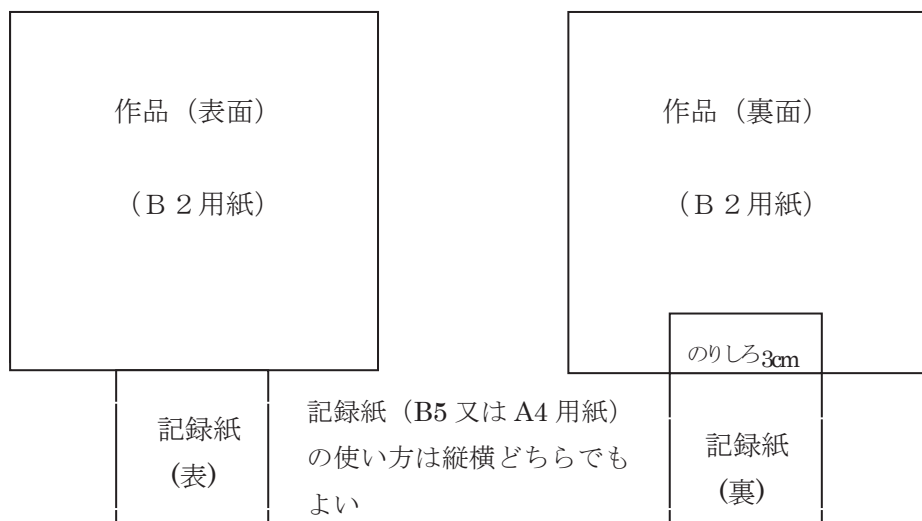 作品（表面）
（Ｂ２用紙）
記録紙
(表)
記録紙（B5 又は A4 用紙）
の使い方は縦横どちらでも
よい
作品（裏面）
（Ｂ２用紙）
のりしろ3cm
記録紙
(裏)